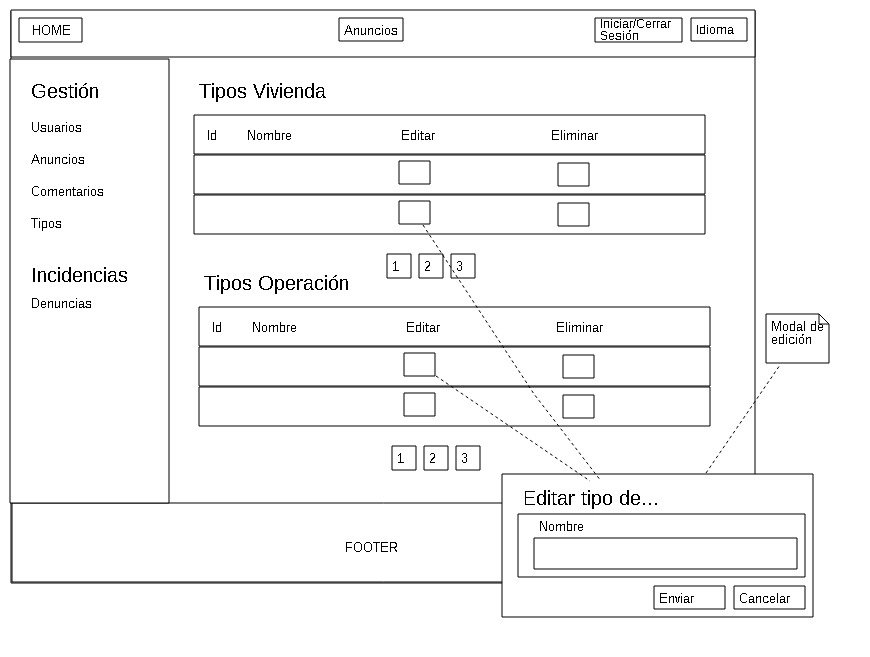 HOME
Anuncios
Iniciar/Cerrar
Sesión
Idioma
Gestión
Usuarios
Anuncios
Comentarios
Tipos
Incidencias
Denuncias
Tipos Vivienda
Id Nombre Editar Eliminar
1 2 3
Tipos Operación
Id Nombre Editar Eliminar
1 2 3
Modal de
edición
Editar tipo de...
Nombre
Enviar Cancelar
FOOTER